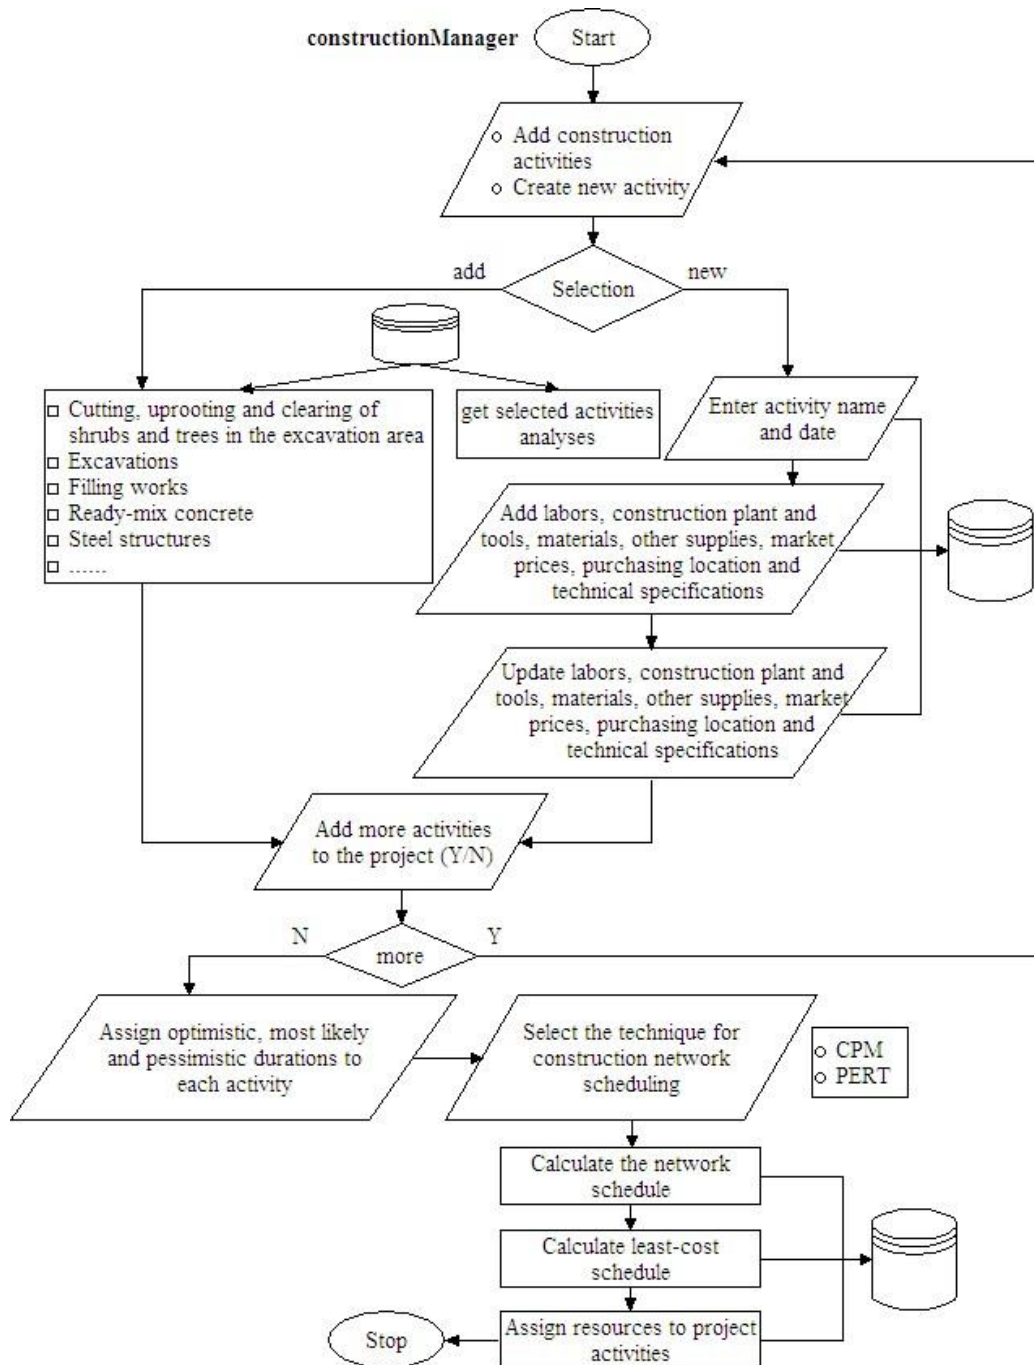 constructionManager
Start
○ Add construction
activities
○ Create new activity
add
Selection
new
□ Cutting, uprooting and clearing of
shrubs and trees in the excavation area
□ Excavations
□ Filling works
□ Ready-mix concrete
□ Steel structures
□ ......
get selected activities
analyses
Enter activity name
and date
Add labors, construction plant and
tools, materials, other supplies, market
prices, purchasing location and
technical specifications
Update labors, construction plant and
tools, materials, other supplies, market
prices, purchasing location and
technical specifications
Add more activities
to the project (Y/N)
N
more
Y
Assign optimistic, most likely
and pessimistic durations to
each activity
Select the technique for
construction network
scheduling
○ CPM
○ PERT
Calculate the network
schedule
Calculate least-cost
schedule
Assign resources to project
activities
Stop